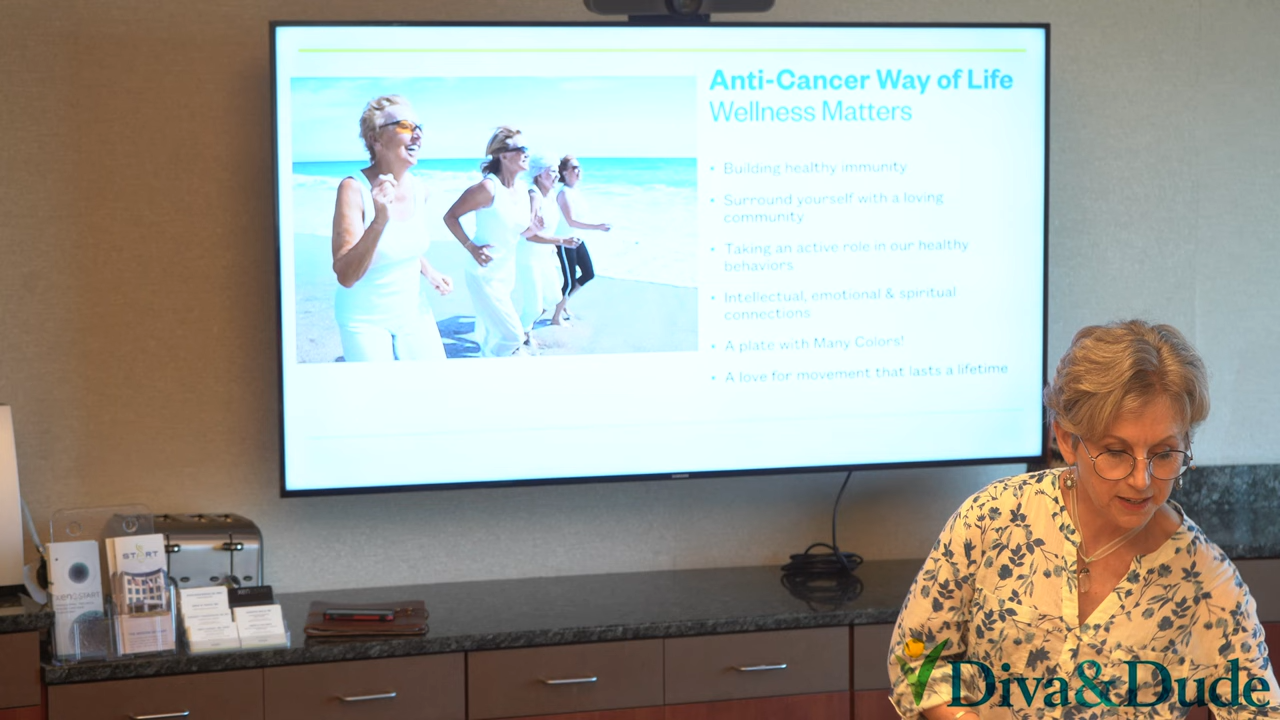 Anti-Cancer Way of Life
Wellness Matters
• Building healthy immunity
• Surround yourself with a loving
community
• Taking an active role in our healthy
behaviors
• Intellectual, emotional & spiritual
connections
• A plate with Many Colors!
• A love for movement that lasts a lifetime
START
Diva&Dude